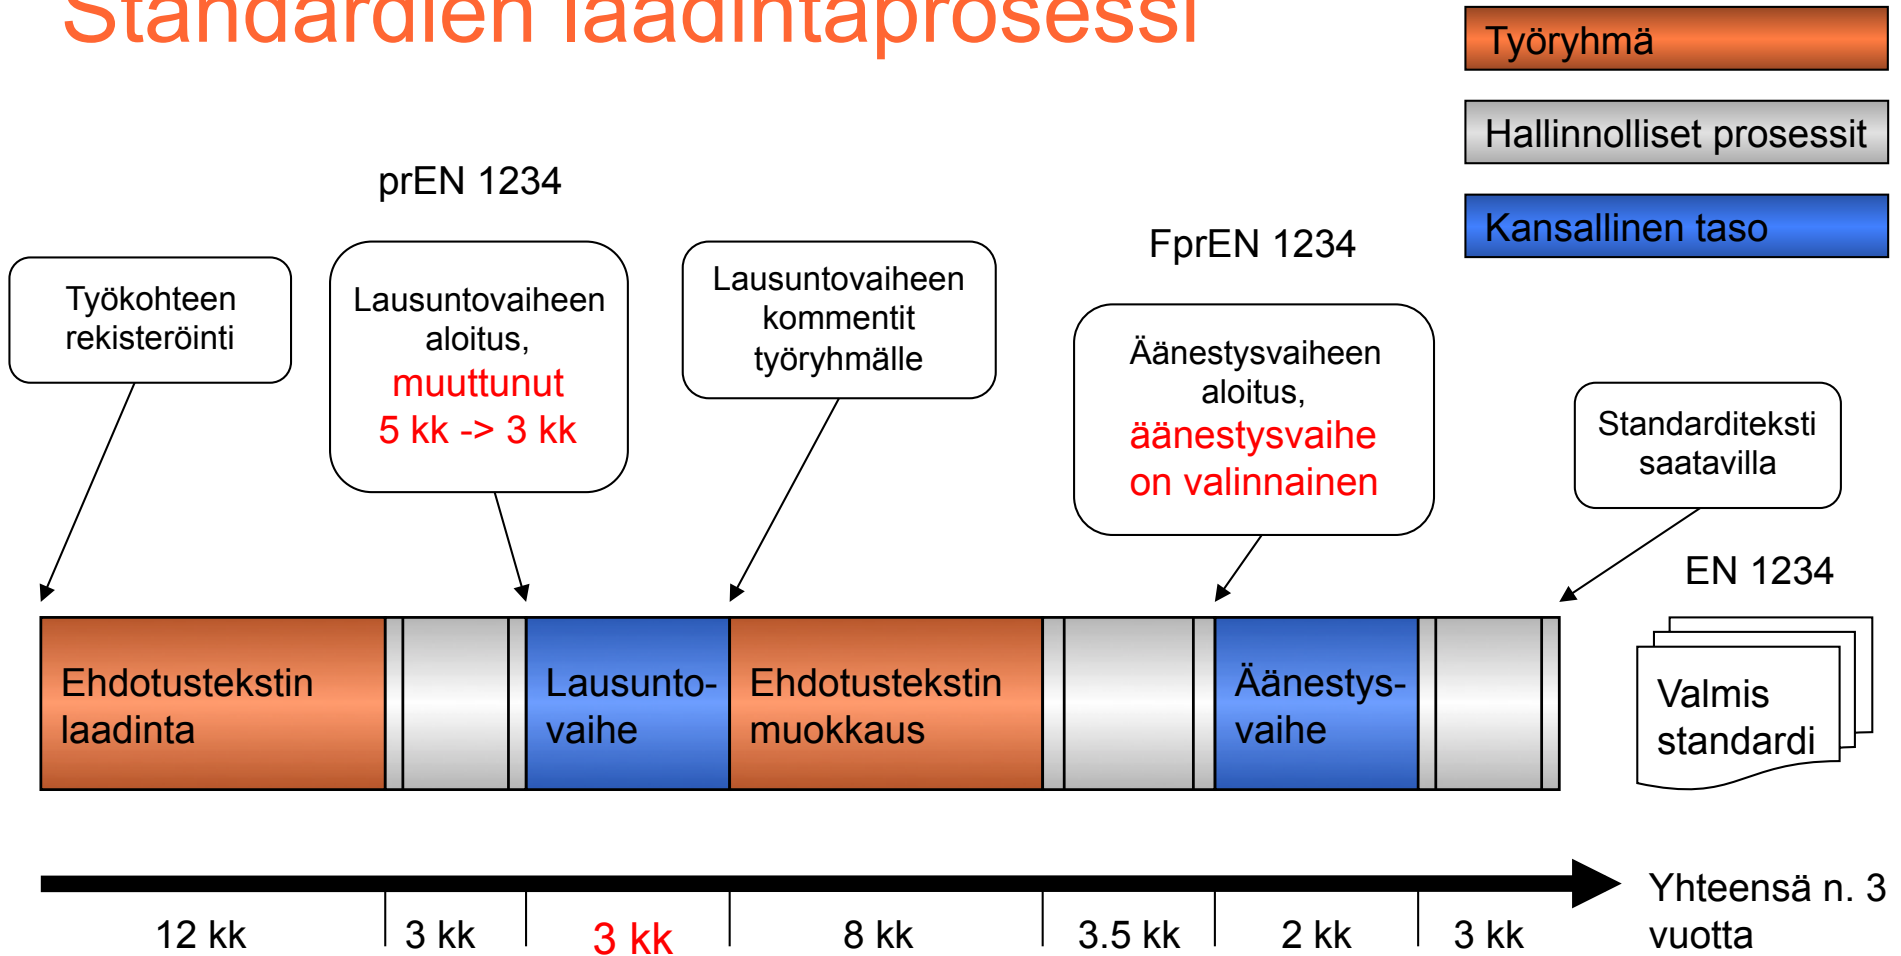 Standardien laadintaprosessi
Työryhmä
Hallinnolliset prosessit
Kansallinen taso
prEN 1234
FprEN 1234
Työkohteen
rekisteröinti
Lausuntovaiheen
aloitus,
muuttunut
5 kk -> 3 kk
Lausuntovaiheen
kommentit
työryhmälle
Äänestysvaiheen
aloitus,
äänestysvaihe
on valinnainen
Standarditeksti
saatavilla
EN 1234
Ehdotustekstin
laadinta
Lausunto-
vaihe
Ehdotustekstin
muokkaus
Äänestys-
vaihe
Valmis
standardi
12 kk
3 kk
3 kk
8 kk
3.5 kk
2 kk
3 kk
Yhteensä n. 3
vuotta